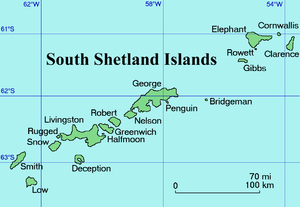 62°W
58°W
54°W
61°S
Elephant
Cornwallis
Clarence
Rowett
Gibbs
South Shetland Islands
George
62°S
Bridgeman
Penguin
Nelson
Robert
Livingston
Greenwich
Rugged
Halfmoon
Snow
63°S
Smith
Deception
Low
70 mi
0
100 km